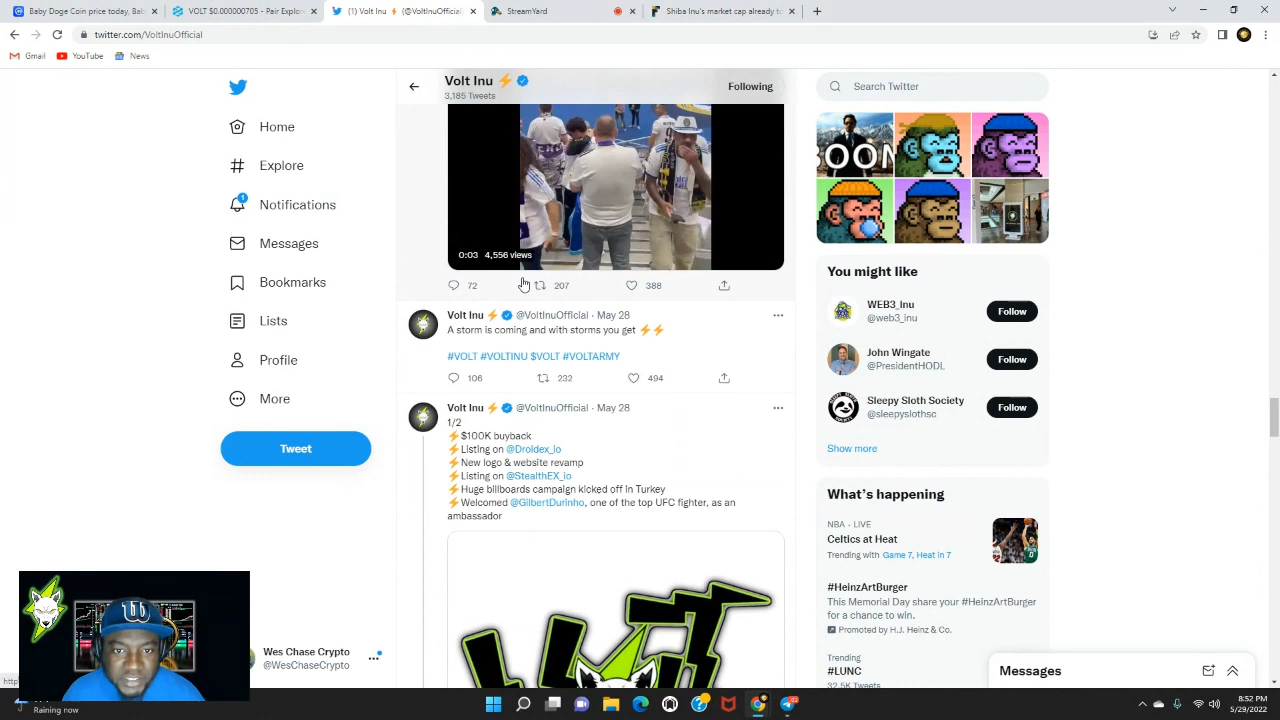 Baby Doge Coin price today, Bab
VOLT $0.000000705 - Pair Explor
(1) Volt Inu ⚡ (@VoltInuOfficial
StreamYard
Shiba Inu's market cap already to
twitter.com/VoltInuOfficial
Gmail
YouTube
News
Home
Explore
1
Notifications
Messages
Bookmarks
Lists
Profile
More
Tweet
Wes Chase Crypto
@WesChaseCrypto
Volt Inu ⚡
3,185 Tweets
Following
0:03 4,556 views
72 207 388
Volt Inu ⚡ @VoltInuOfficial · May 28
A storm is coming and with storms you get ⚡⚡
#VOLT #VOLTINU $VOLT #VOLTARMY
106 232 494
Volt Inu ⚡ @VoltInuOfficial · May 28
1/2
⚡$100K buyback
⚡Listing on @Droidex_io
⚡New logo & website revamp
⚡Listing on @StealthEX_io
⚡Huge billboards campaign kicked off in Turkey
⚡Welcomed @GilbertDurinho, one of the top UFC fighter, as an
ambassador
Search Twitter
BOOM
You might like
WEB3_Inu
@web3_inu
Follow
John Wingate
@PresidentHODL
Follow
Sleepy Sloth Society
@sleepyslothsc
Follow
Show more
What's happening
NBA · LIVE
Celtics at Heat
Trending with Game 7, Heat in 7
#HeinzArtBurger
This Memorial Day share your #HeinzArtBurger
for a chance to win.
Promoted by H.J. Heinz & Co.
Trending
#LUNC
32.5K Tweets
Messages
Raining now
8:52 PM
5/29/2022